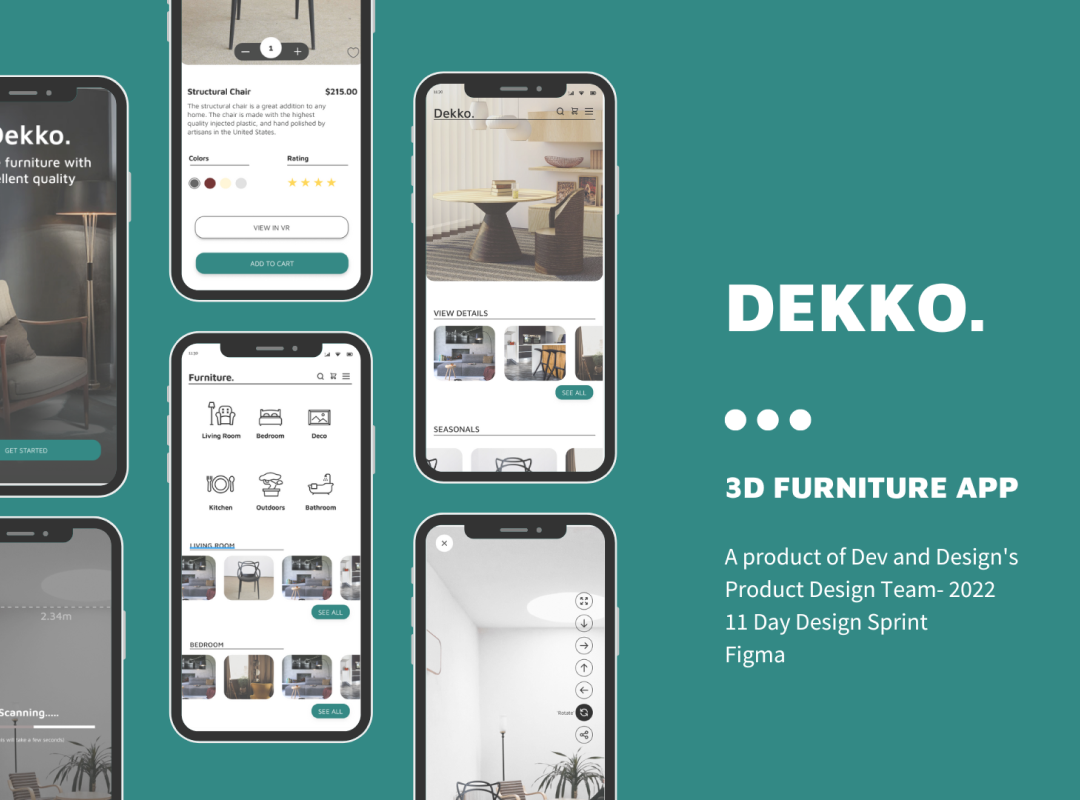 Dekko.
furniture with
ellent quality
GET STARTED
2.34m
Scanning.....
1
Structural Chair $215.00
The structural chair is a great addition to any
home. The chair is made with the highest
quality injected plastic, and hand polished by
artisans in the United States.
Colors Rating
VIEW IN VR
ADD TO CART
Furniture.
Living Room Bedroom Deco
Kitchen Outdoors Bathroom
LIVING ROOM
SEE ALL
BEDROOM
SEE ALL
Dekko.
VIEW DETAILS
SEE ALL
SEASONALS
Rotate
DEKKO.
3D FURNITURE APP
A product of Dev and Design's
Product Design Team- 2022
11 Day Design Sprint
Figma